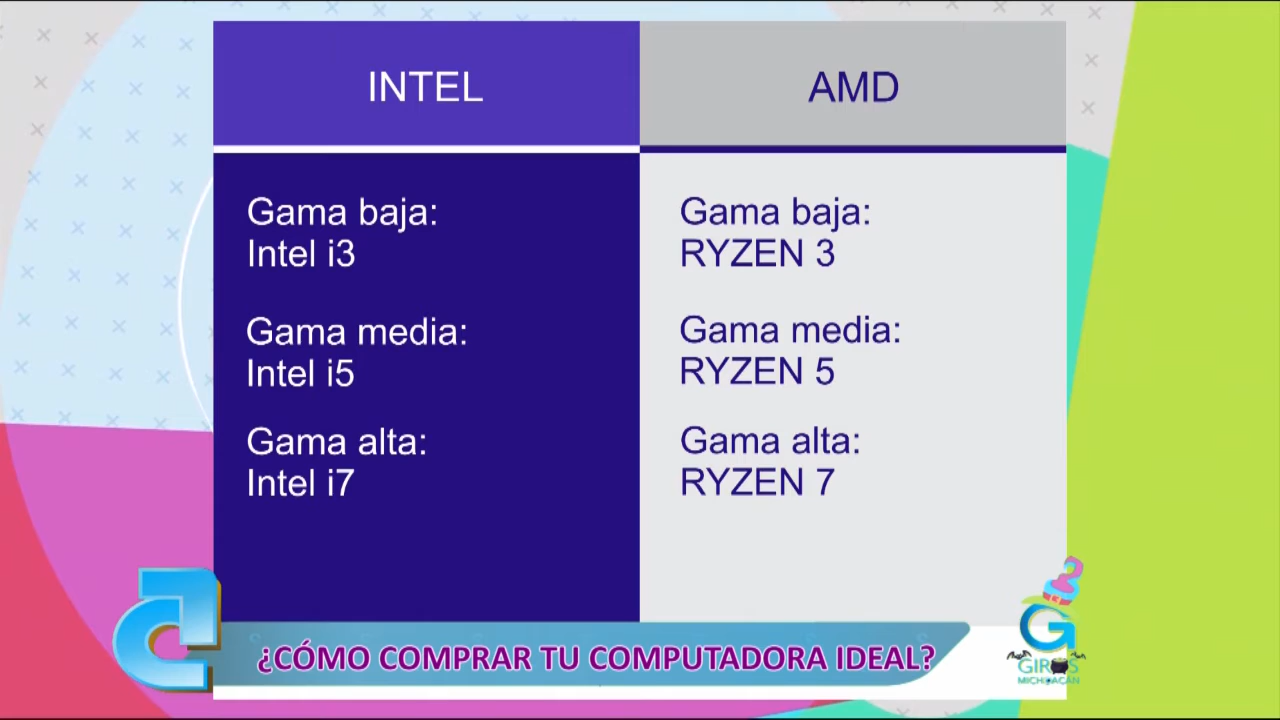 INTEL
AMD
Gama baja:
Intel i3
Gama media:
Intel i5
Gama alta:
Intel i7
Gama baja:
RYZEN 3
Gama media:
RYZEN 5
Gama alta:
RYZEN 7
¿CÓMO COMPRAR TU COMPUTADORA IDEAL?
2
G
GIROS
MICHOACÁN